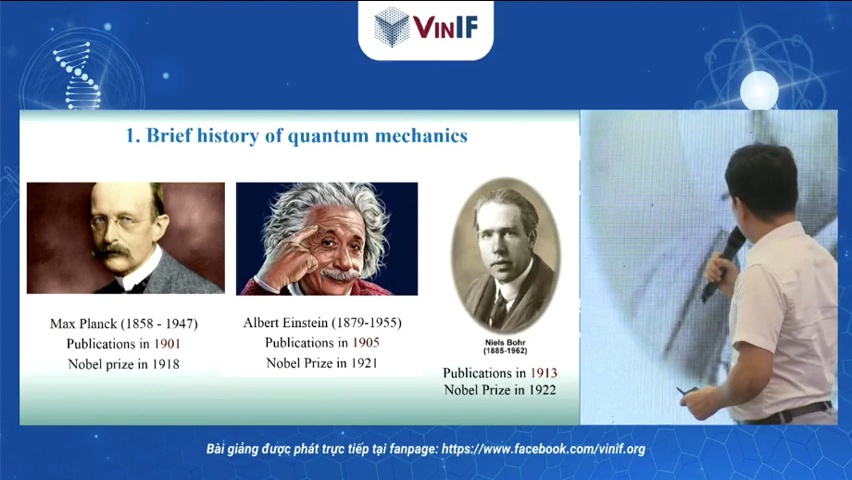 VINIF
1. Brief history of quantum mechanics
Max Planck (1858 - 1947)
Publications in 1901
Nobel prize in 1918
Albert Einstein (1879-1955)
Publications in 1905
Nobel Prize in 1921
Niels Bohr
(1885-1962)
Publications in 1913
Nobel Prize in 1922
Bài giảng được phát trực tiếp tại fanpage: https://www.facebook.com/vinif.org